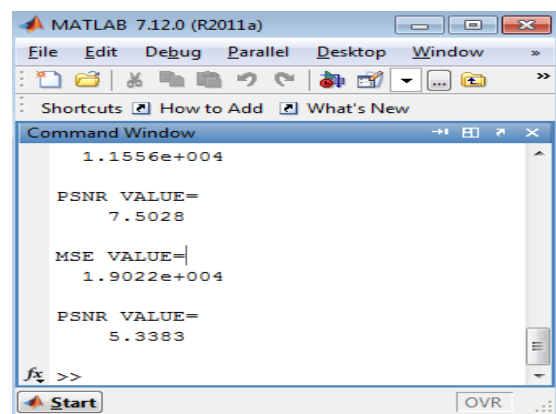 MATLAB 7.12.0 (R2011a)
File Edit Debug Parallel Desktop Window »
Shortcuts How to Add What's New
Command Window
1.1556e+004
PSNR VALUE=
7.5028
MSE VALUE=
1.9022e+004
PSNR VALUE=
5.3383
fx >>
Start OVR